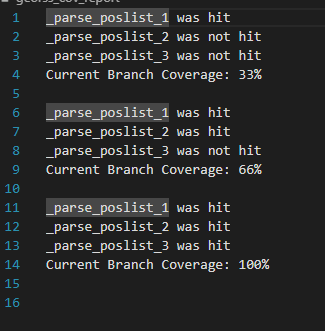 1 _parse_poslist_1 was hit
2 _parse_poslist_2 was not hit
3 _parse_poslist_3 was not hit
4 Current Branch Coverage: 33%
5
6 _parse_poslist_1 was hit
7 _parse_poslist_2 was hit
8 _parse_poslist_3 was not hit
9 Current Branch Coverage: 66%
10
11 _parse_poslist_1 was hit
12 _parse_poslist_2 was hit
13 _parse_poslist_3 was hit
14 Current Branch Coverage: 100%
15
16